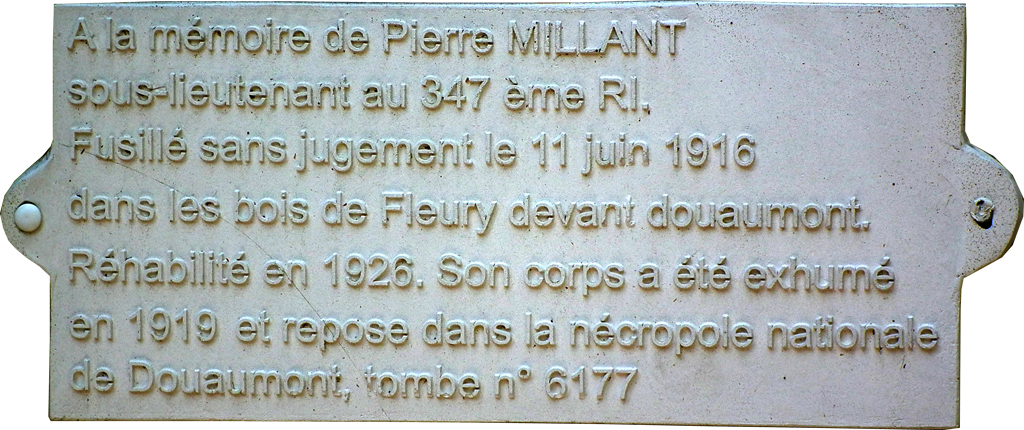 A la mémoire de Pierre MILLANT
sous-lieutenant au 347 ème RI.
Fusillé sans jugement le 11 juin 1916
dans les bois de Fleury devant douaumont.
Réhabilité en 1926. Son corps a été exhumé
en 1919 et repose dans la nécropole nationale
de Douaumont, tombe n° 6177